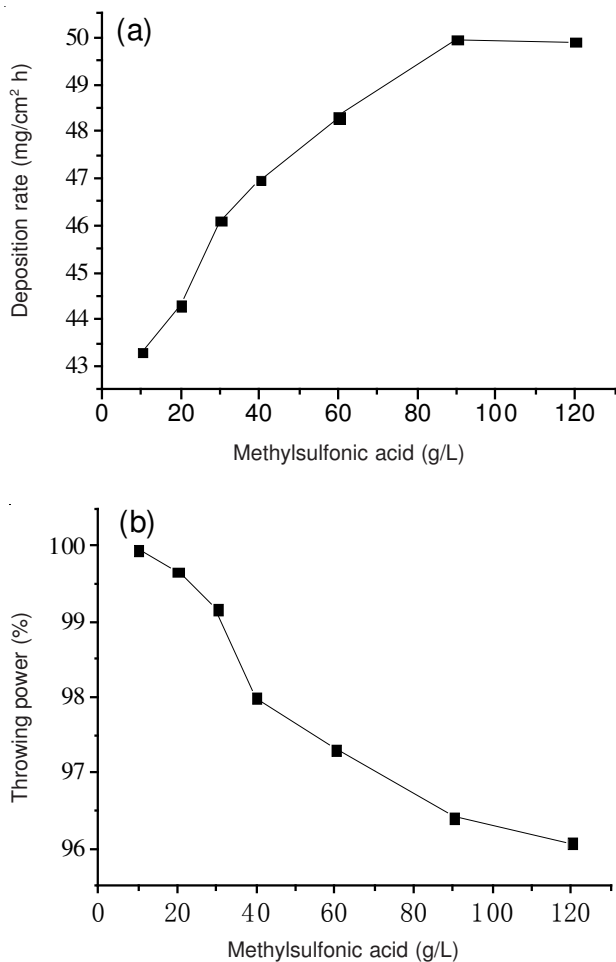 (a)
50
49
48
47
46
45
44
43
0 20 40 60 80 100 120
Deposition rate (mg/cm² h)
Methylsulfonic acid (g/L)
(b)
100
99
98
97
96
0 20 40 60 80 100 120
Throwing power (%)
Methylsulfonic acid (g/L)